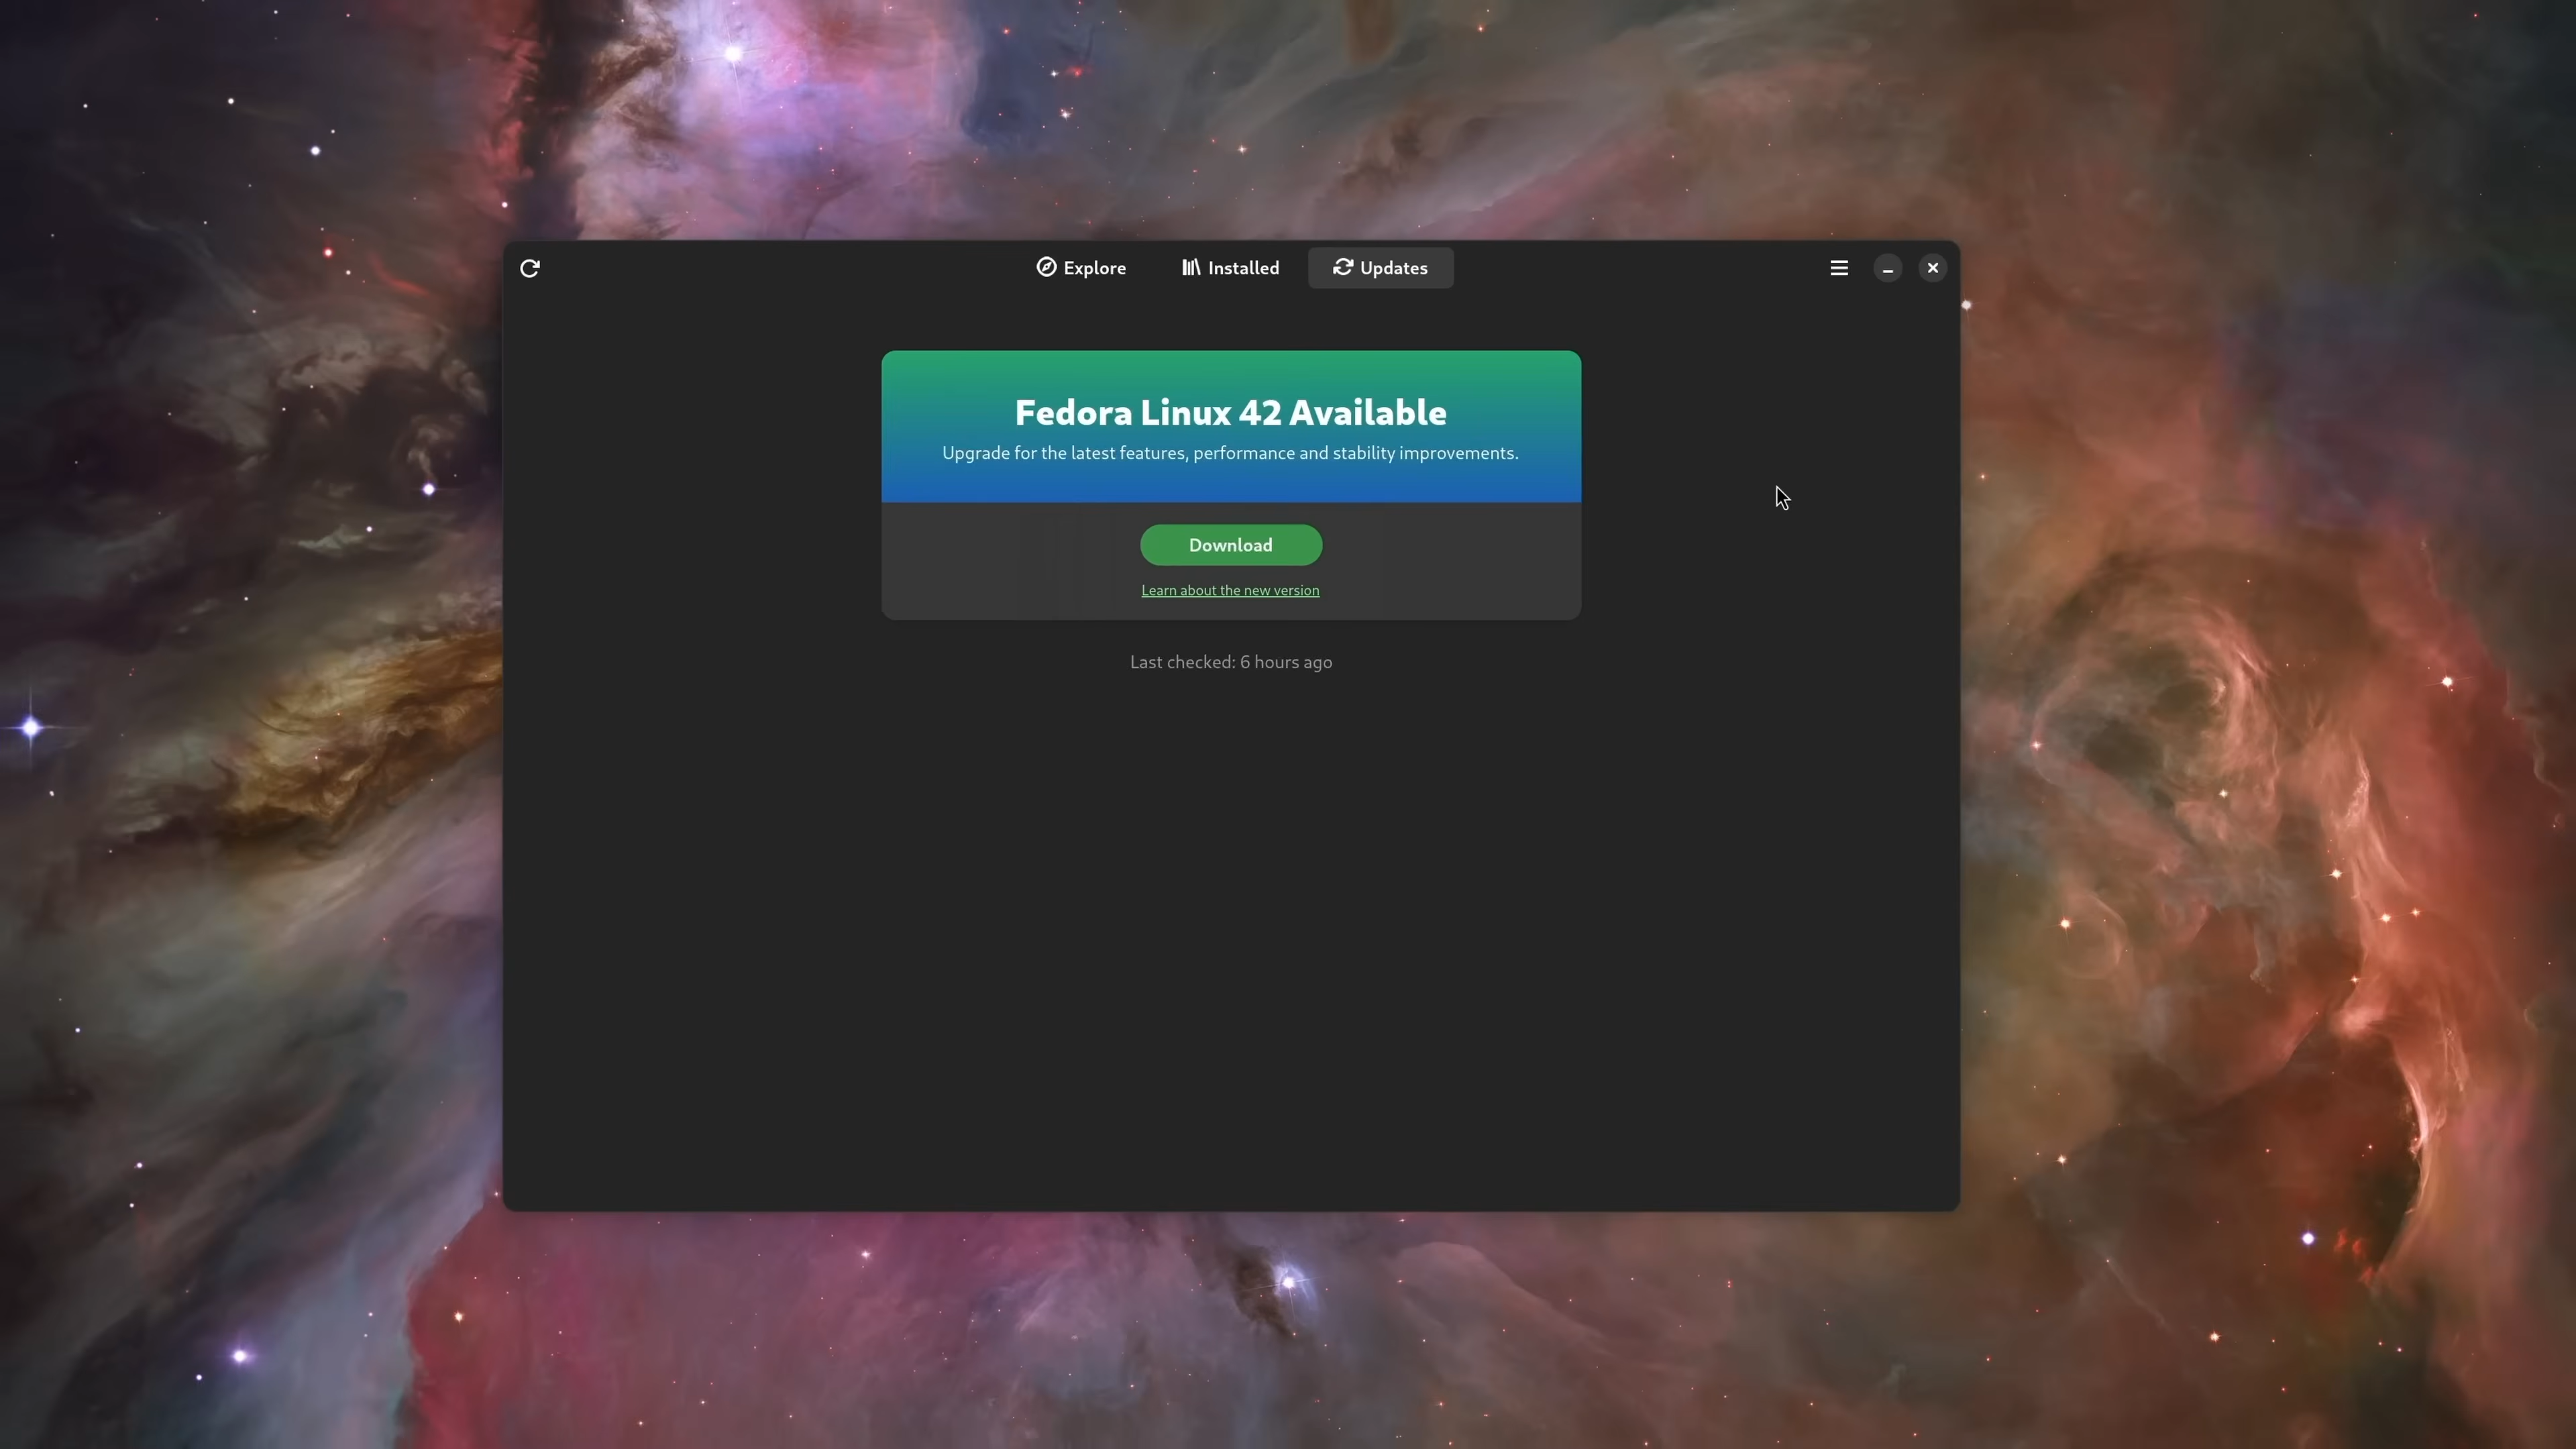 Explore
Installed
Updates
Fedora Linux 42 Available
Upgrade for the latest features, performance and stability improvements.
Download
Learn about the new version
Last checked: 6 hours ago